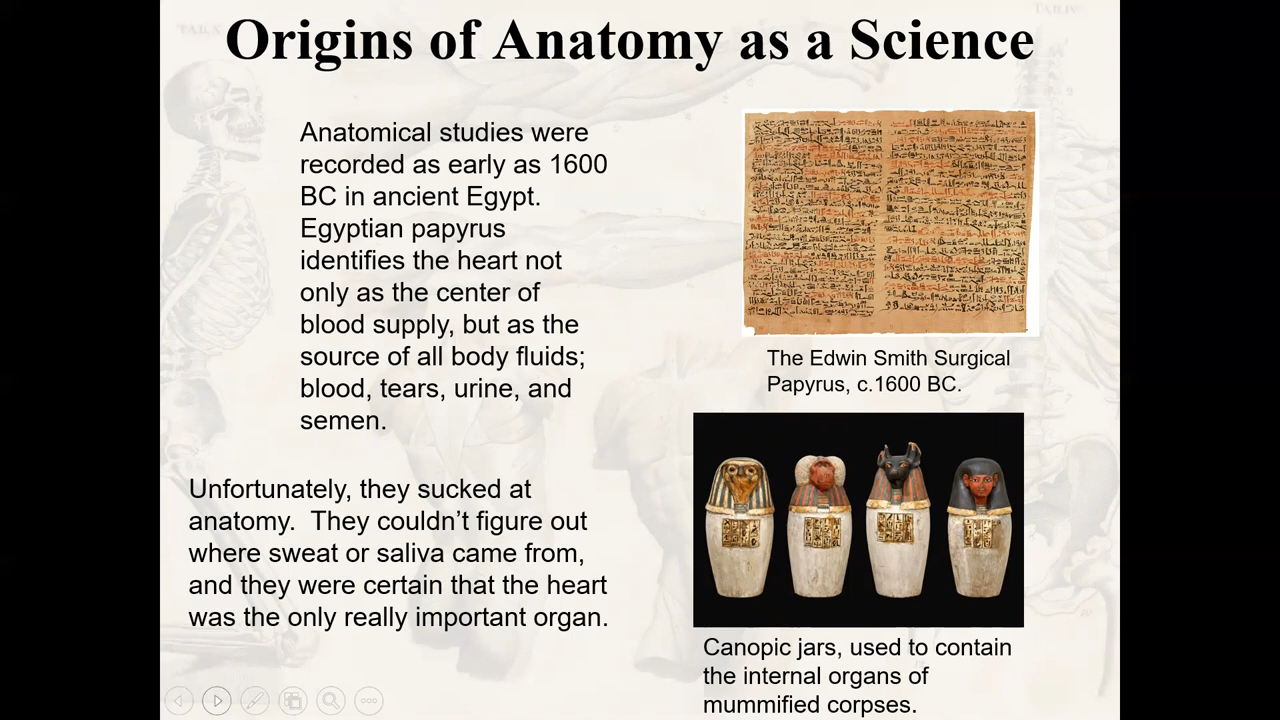 Origins of Anatomy as a Science
Anatomical studies were
recorded as early as 1600
BC in ancient Egypt.
Egyptian papyrus
identifies the heart not
only as the center of
blood supply, but as the
source of all body fluids;
blood, tears, urine, and
semen.
Unfortunately, they sucked at
anatomy.  They couldn’t figure out
where sweat or saliva came from,
and they were certain that the heart
was the only really important organ.
The Edwin Smith Surgical
Papyrus, c.1600 BC.
Canopic jars, used to contain
the internal organs of
mummified corpses.